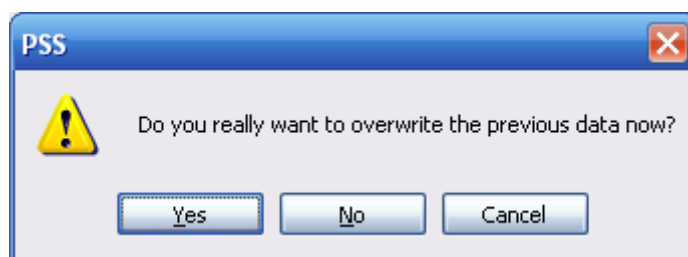 PSS
Do you really want to overwrite the previous data now?
Yes No Cancel